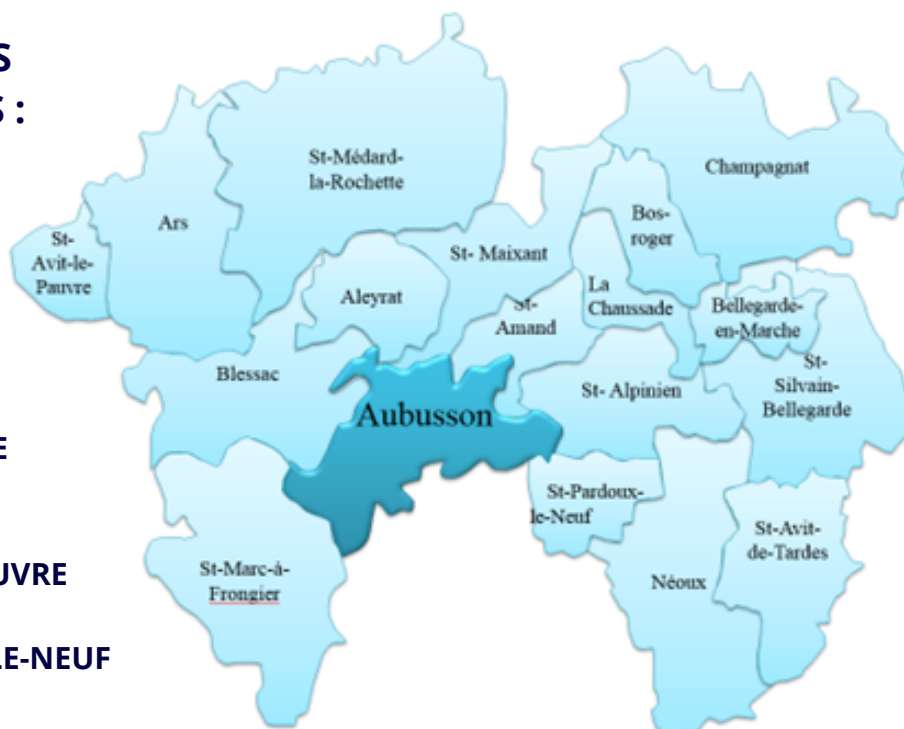 S
S :
E
UVRE
LE-NEUF
St-Médard-
la-Rochette
Champagnat
Ars
Bos-
roger
St-
Avit-le-
Pauvre
St- Maixant
Aleyrat
La
Chaussade
St-
Amand
Bellegarde-
en-Marche
Blessac
St- Alpinien
St-
Silvain-
Bellegarde
Aubusson
St-Pardoux-
le-Neuf
St-Avit-
de-Tardes
St-Marc-à-
Frongier
Néoux